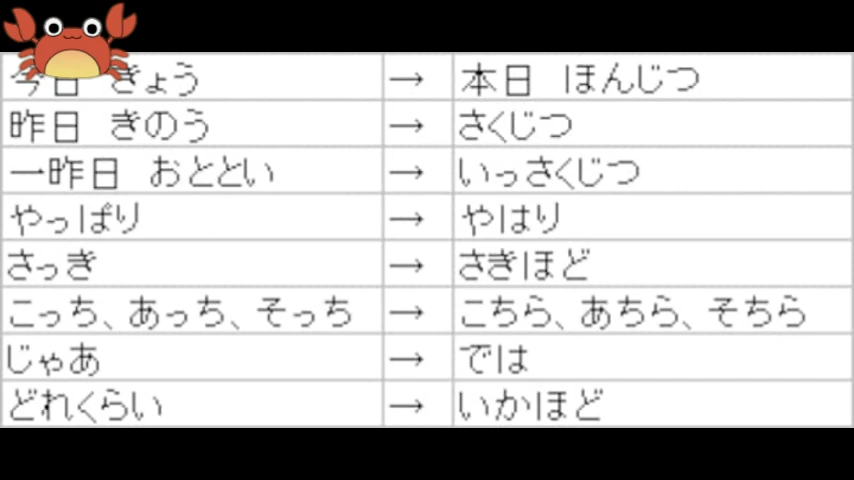 今日 きょう → 本日 ほんじつ
昨日 きのう → さくじつ
一昨日 おととい → いっさくじつ
やっぱり → やはり
さっき → さきほど
こっち、あっち、そっち → こちら、あちら、そちら
じゃあ → では
どれくらい → いかほど